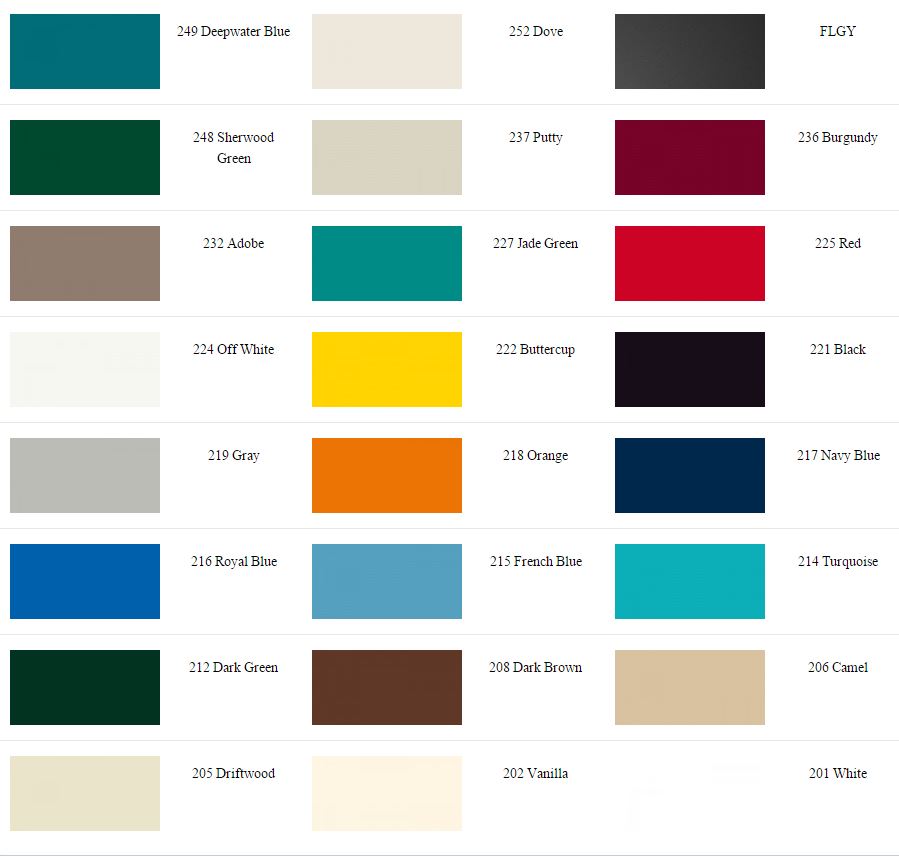 249 Deepwater Blue
252 Dove
FLGY
248 Sherwood
Green
237 Putty
236 Burgundy
232 Adobe
227 Jade Green
225 Red
224 Off White
222 Buttercup
221 Black
219 Gray
218 Orange
217 Navy Blue
216 Royal Blue
215 French Blue
214 Turquoise
212 Dark Green
208 Dark Brown
206 Camel
205 Driftwood
202 Vanilla
201 White